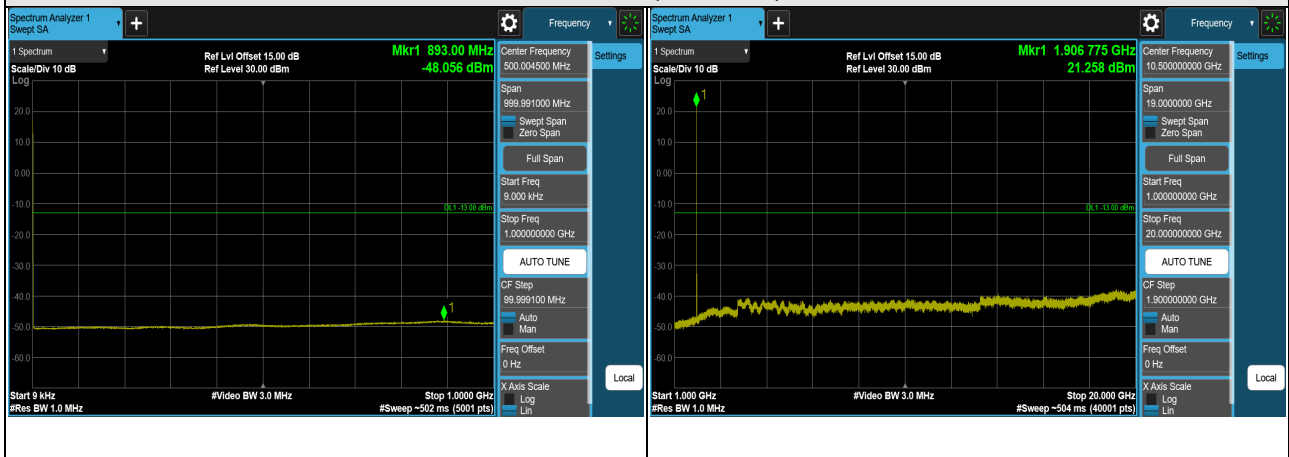 Spectrum Analyzer 1
Swept SA
+
Frequency
1 Spectrum
Scale/Div 10 dB
Log
Ref Lvl Offset 15.00 dB
Ref Level 30.00 dBm
Mkr1 893.00 MHz
-48.056 dBm
20.0
10.0
0.00
-10.0
-20.0
-30.0
-40.0
-50.0
-60.0
DL1 -13.00 dBm
1
Start 9 kHz
#Res BW 1.0 MHz
#Video BW 3.0 MHz
Stop 1.0000 GHz
#Sweep ~502 ms (5001 pts)
Center Frequency
500.004500 MHz
Settings
Span
999.991000 MHz
Swept Span
Zero Span
Full Span
Start Freq
9.000 kHz
Stop Freq
1.000000000 GHz
AUTO TUNE
CF Step
99.999100 MHz
Auto
Man
Freq Offset
0 Hz
X Axis Scale
Log
Lin
Local
Spectrum Analyzer 1
Swept SA
+
Frequency
1 Spectrum
Scale/Div 10 dB
Log
Ref Lvl Offset 15.00 dB
Ref Level 30.00 dBm
Mkr1 1.906 775 GHz
21.258 dBm
1
20.0
10.0
0.00
-10.0
-20.0
-30.0
-40.0
-50.0
-60.0
DL1 -13.00 dBm
Start 1.000 GHz
#Res BW 1.0 MHz
#Video BW 3.0 MHz
Stop 20.000 GHz
#Sweep ~504 ms (40001 pts)
Center Frequency
10.50000000 GHz
Settings
Span
19.0000000 GHz
Swept Span
Zero Span
Full Span
Start Freq
1.000000000 GHz
Stop Freq
20.000000000 GHz
AUTO TUNE
CF Step
1.900000000 GHz
Auto
Man
Freq Offset
0 Hz
X Axis Scale
Log
Lin
Local